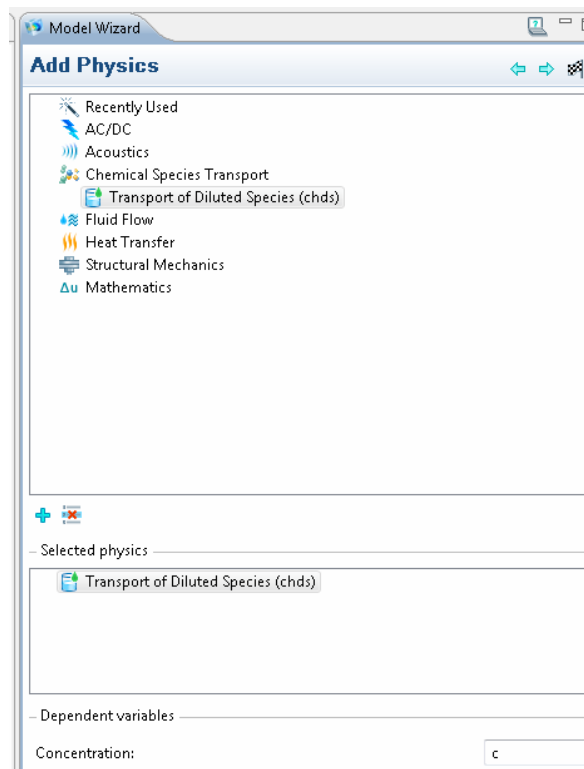 Model Wizard
Add Physics
Recently Used
AC/DC
Acoustics
Chemical Species Transport
Transport of Diluted Species (chds)
Fluid Flow
Heat Transfer
Structural Mechanics
Δu Mathematics
Selected physics
Transport of Diluted Species (chds)
Dependent variables
Concentration: c